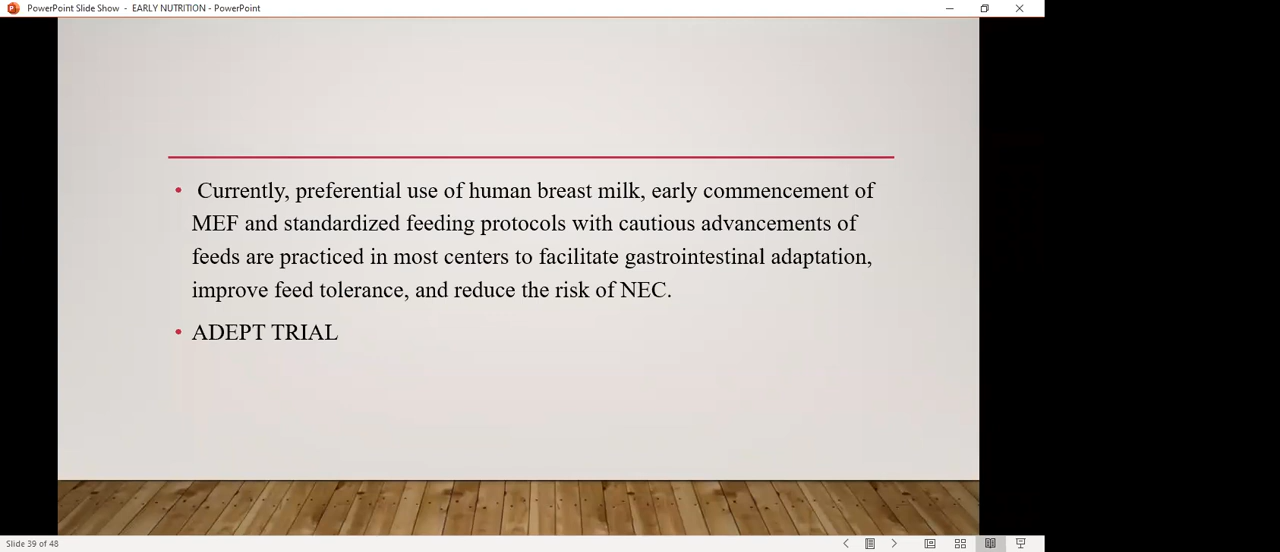 PowerPoint Slide Show - EARLY NUTRITION - PowerPoint
• Currently, preferential use of human breast milk, early commencement of
MEF and standardized feeding protocols with cautious advancements of
feeds are practiced in most centers to facilitate gastrointestinal adaptation,
improve feed tolerance, and reduce the risk of NEC.
• ADEPT TRIAL
Slide 39 of 48